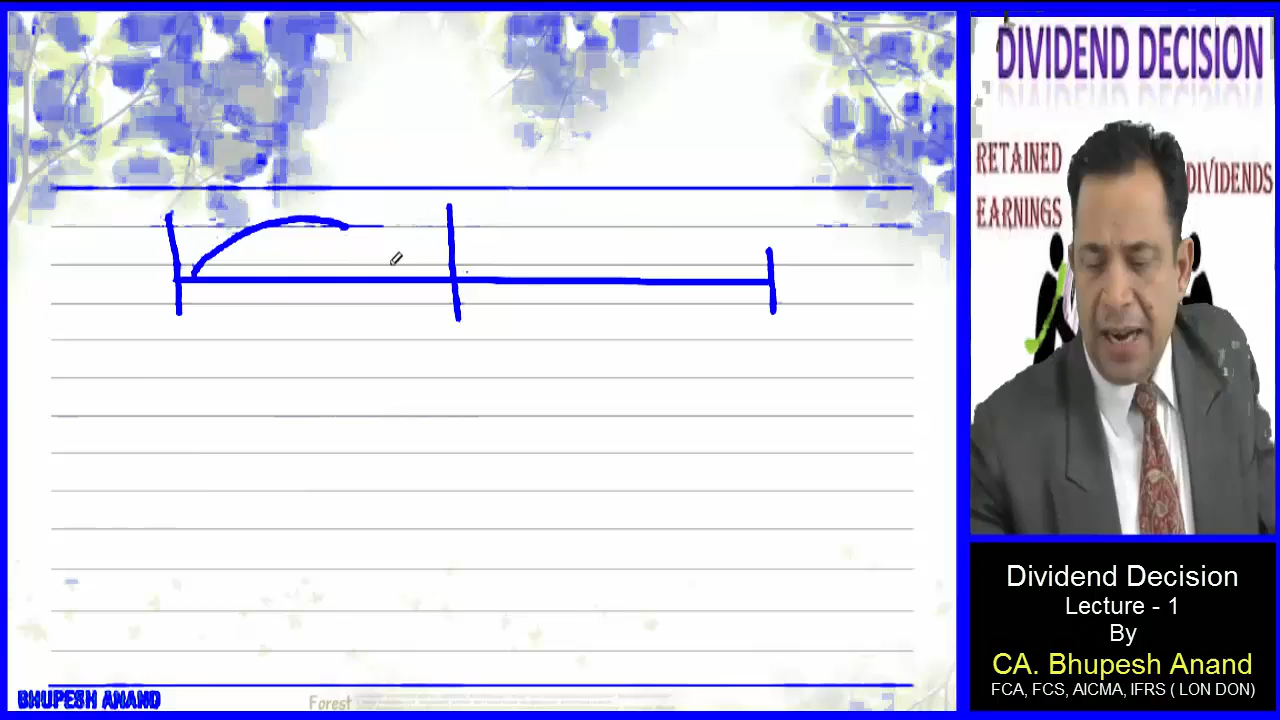 DIVIDEND DECISION
RETAINED
EARNINGS
DIVIDENDS
Dividend Decision
Lecture - 1
By
CA. Bhupesh Anand
FCA, FCS, AICMA, IFRS ( LON DON)
BHUPESH ANAND
Forest